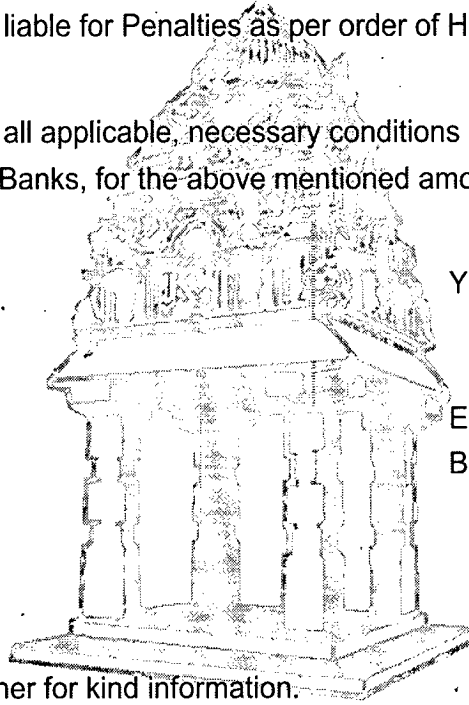 liable for Penalties as per order of H
all applicable, necessary conditions
Banks, for the above mentioned amo
Y
E
B
ner for kind information.